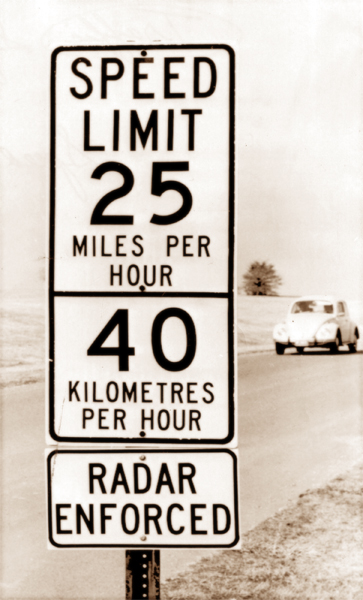 SPEED
LIMIT
25
MILES PER
HOUR
40
KILOMETRES
PER HOUR
RADAR
ENFORCED